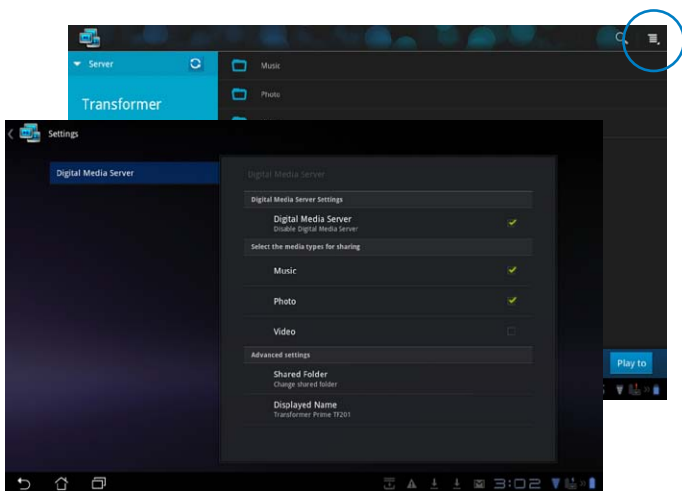 Server
Music
Transformer
Photo
Settings
Digital Media Server
Digital Media Server
Digital Media Server Settings
Digital Media Server
Disable Digital Media Server
Select the media types for sharing
Music
Photo
Video
Advanced settings
Shared Folder
Change shared folder
Displayed Name
Transformer Prime TF201
Play to
3:02